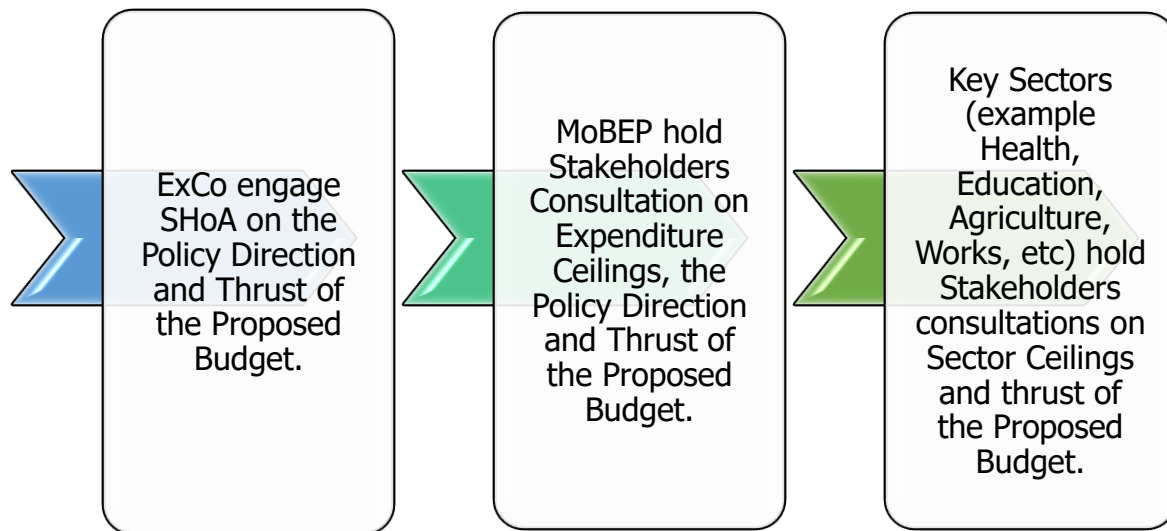 ExCo engage
SHoA on the
Policy Direction
and Thrust of
the Proposed
Budget.
MoBEP hold
Stakeholders
Consultation on
Expenditure
Ceilings, the
Policy Direction
and Thrust of
the Proposed
Budget.
Key Sectors
(example
Health,
Education,
Agriculture,
Works, etc) hold
Stakeholders
consultations on
Sector Ceilings
and thrust of
the Proposed
Budget.